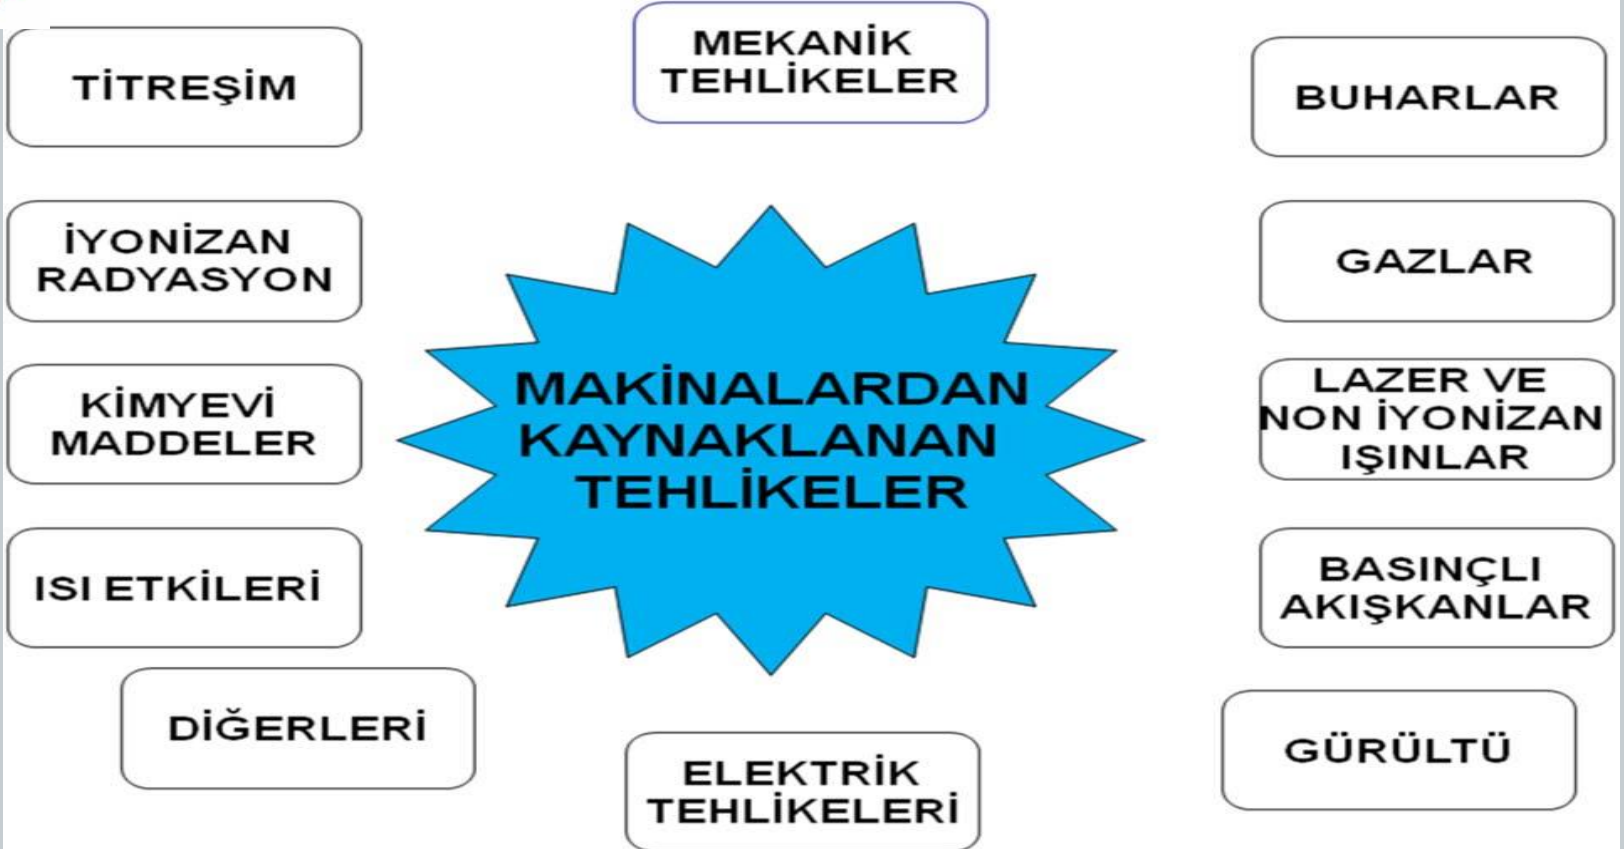 MEKANİK
TEHLİKELER
TİTREŞİM
BUHARLAR
İYONİZAN
RADYASYON
GAZLAR
MAKİNALARDAN
KAYNAKLANAN
TEHLİKELER
KİMYEVİ
MADDELER
LAZER VE
NON İYONİZAN
IŞINLAR
ISI ETKİLERİ
BASINÇLI
AKIŞKANLAR
DİĞERLERİ
GÜRÜLTÜ
ELEKTRİK
TEHLİKELERİ